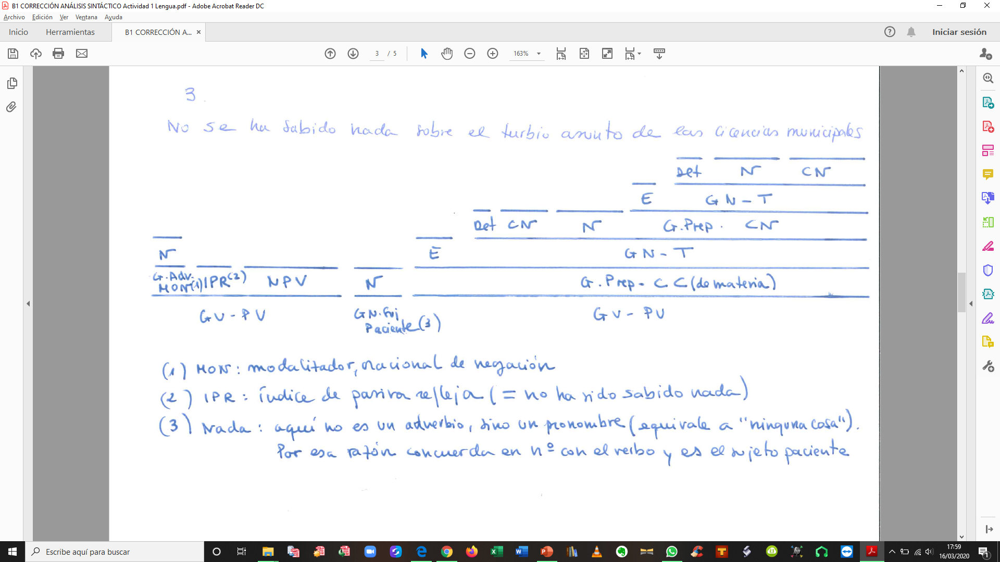 B1 CORRECCIÓN ANÁLISIS SINTÁCTICO Actividad 1 Lengua.pdf - Adobe Acrobat Reader DC
Archivo Edición Ver Ventana Ayuda
Inicio Herramientas B1 CORRECCIÓN A... × Iniciar sesión
3 / 5 163%
3.
No se ha sabido nada sobre el turbio asunto de las licencias municipales
Det N CN
E GN-T
Det CN N G.Prep. CN
N E GN-T
G.Adv. MON(1) IPR(2) NPV N G.Prep- CC (de materia)
GV-PV GN.Suj Paciente (3) GV-PV
(1) MON: modalitador, oracional de negación
(2) IPR: índice de pasiva refleja (= no ha sido sabido nada)
(3) Nada: aquí no es un adverbio, sino un pronombre (equivale a "ninguna cosa").
Por esa razón concuerda en nº con el verbo y es el sujeto paciente
Escribe aquí para buscar
17:59
16/03/2020
1